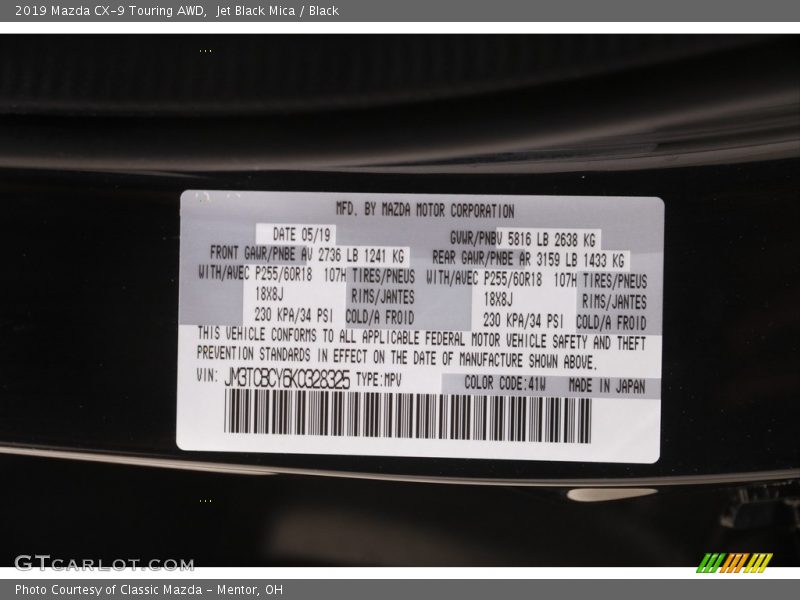 2019 Mazda CX-9 Touring AWD, Jet Black Mica / Black
MFD. BY MAZDA MOTOR CORPORATION
DATE 05/19 GVWR/PNBV 5816 LB 2638 KG
FRONT GAWR/PNBE AV 2736 LB 1241 KG REAR GAWR/PNBE AR 3159 LB 1433 KG
WITH/AVEC P255/60R18 107H TIRES/PNEUS WITH/AVEC P255/60R18 107H TIRES/PNEUS
18X8J RIMS/JANTES 18X8J RIMS/JANTES
230 KPA/34 PSI COLD/A FROID 230 KPA/34 PSI COLD/A FROID
THIS VEHICLE CONFORMS TO ALL APPLICABLE FEDERAL MOTOR VEHICLE SAFETY AND THEFT
PREVENTION STANDARDS IN EFFECT ON THE DATE OF MANUFACTURE SHOWN ABOVE.
VIN: JM3TCBCY6K0328325 TYPE:MPV COLOR CODE:41W MADE IN JAPAN
GTCARLOT.COM
Photo Courtesy of Classic Mazda - Mentor, OH